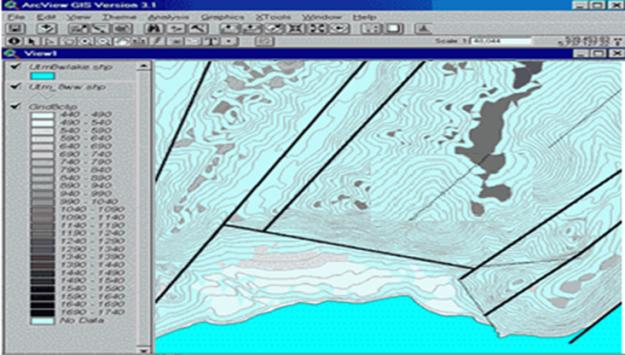 ArcView GIS Version 3.1
File Edit View Theme Analysis Graphics XTools Window Help
Scale 1:
View1
Utm8wlake.shp
Utm_8ww.shp
440 - 490
490 - 540
540 - 590
590 - 640
640 - 690
690 - 740
740 - 790
790 - 840
840 - 890
890 - 940
940 - 990
990 - 1040
1040 - 1090
1090 - 1140
1140 - 1190
1190 - 1240
1240 - 1290
1290 - 1340
1340 - 1390
1390 - 1440
1440 - 1490
1490 - 1540
1540 - 1590
1590 - 1640
1640 - 1690
1690 - 1740
No Data